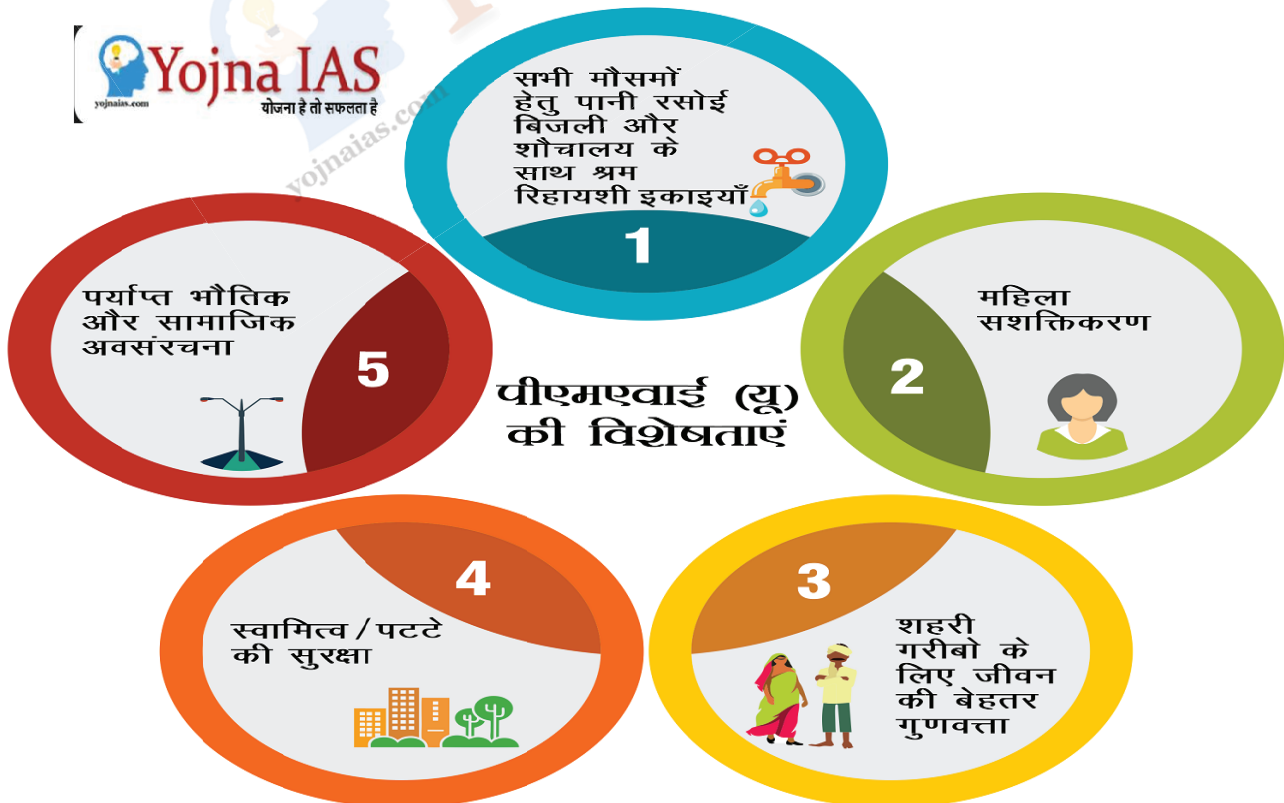 Yojna IAS
yojnaias.com
योजना है तो सफलता है
yojnaias.com
सभी मौसमों
हेतु पानी रसोई
बिजली और
शौचालय के
साथ श्रम
रिहायशी इकाइयाँ
1
महिला
सशक्तिकरण
2
शहरी
गरीबो के
लिए जीवन
की बेहतर
गुणवत्ता
3
स्वामित्व / पटटे
की सुरक्षा
4
पर्याप्त भौतिक
और सामाजिक
अवसंरचना
5
पीएमएवाई (यू)
की विशेषताएं